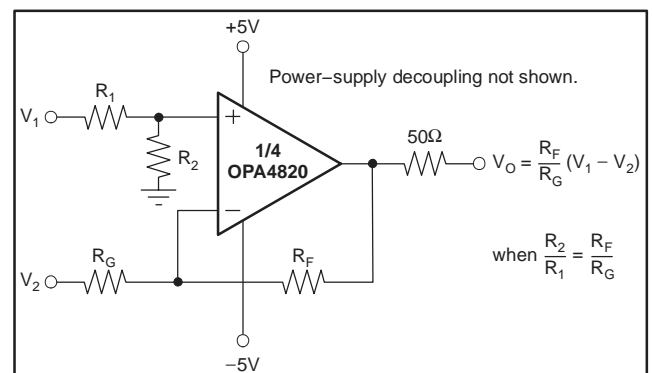 +5V
Power–supply decoupling not shown.
R1
V1
+
R2
1/4
OPA4820
50Ω
VO = RF/RG (V1 – V2)
–
when R2/R1 = RF/RG
RG
RF
V2
–5V